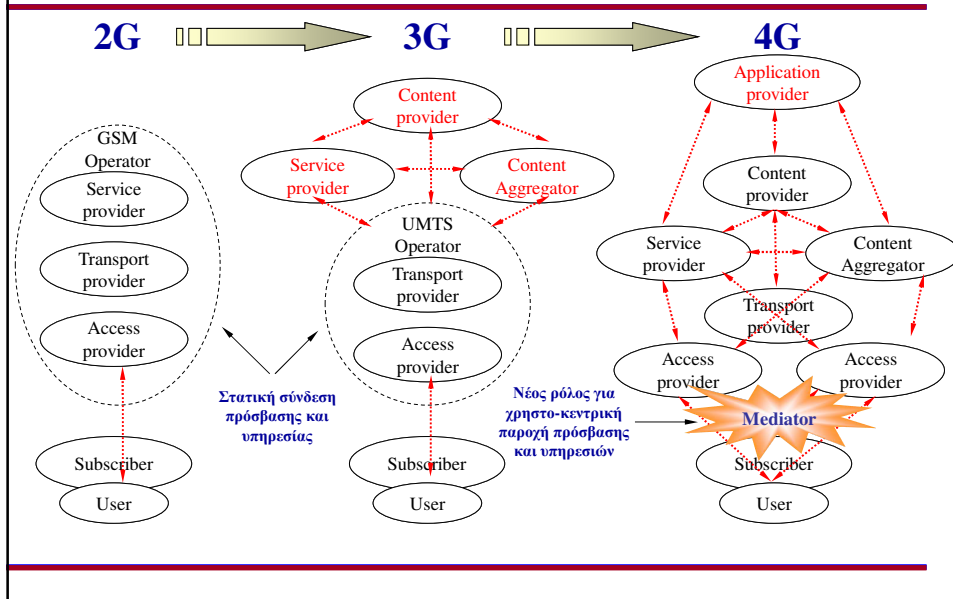 2G
3G
4G
GSM
Operator
Service
provider
Transport
provider
Access
provider
Subscriber
User
Στατική σύνδεση
πρόσβασης και
υπηρεσίας
Content
provider
Service
provider
Content
Aggregator
UMTS
Operator
Transport
provider
Access
provider
Subscriber
User
Νέος ρόλος για
χρηστο-κεντρική
παροχή πρόσβασης
και υπηρεσιών
Application
provider
Content
provider
Service
provider
Content
Aggregator
Transport
provider
Access
provider
Access
provider
Mediator
Subscriber
User